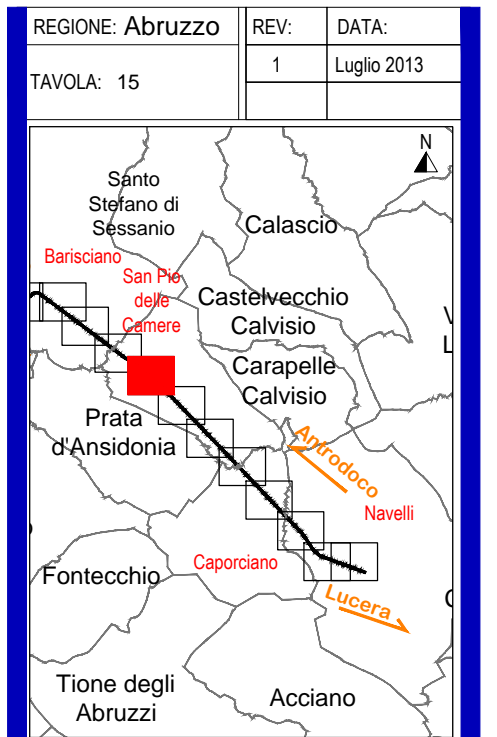 REGIONE: Abruzzo
REV:
DATA:
TAVOLA: 15
1
Luglio 2013
N
Santo
Stefano di
Sessanio
Calascio
Barisciano
San Pio
delle
Camere
Castelvecchio
Calvisio
Carapelle
Calvisio
Prata
d'Ansidonia
Antrodoco
Navelli
Caporciano
Fontecchio
Lucera
Tione degli
Abruzzi
Acciano